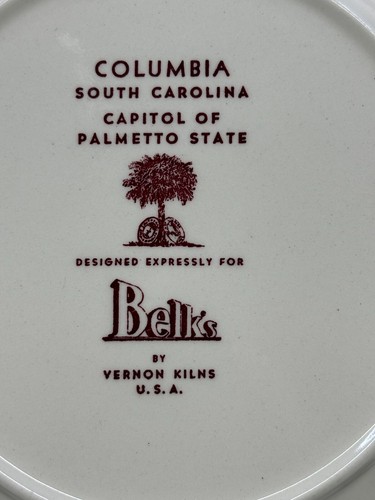 COLUMBIA
SOUTH CAROLINA
CAPITOL OF
PALMETTO STATE
DESIGNED EXPRESSLY FOR
Belk's
BY
VERNON KILNS
U.S.A.